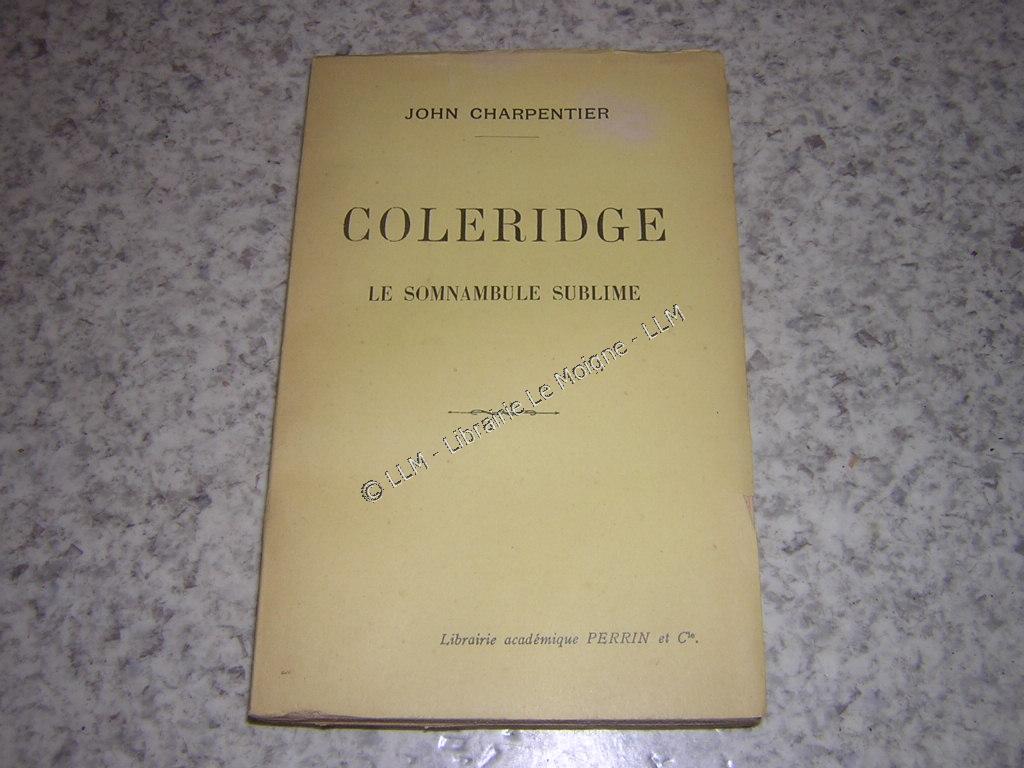 JOHN CHARPENTIER
COLERIDGE
LE SOMNAMBULE SUBLIME
© LLM - Librairie Le Moigne - LLM
Librairie académique PERRIN et Cie.